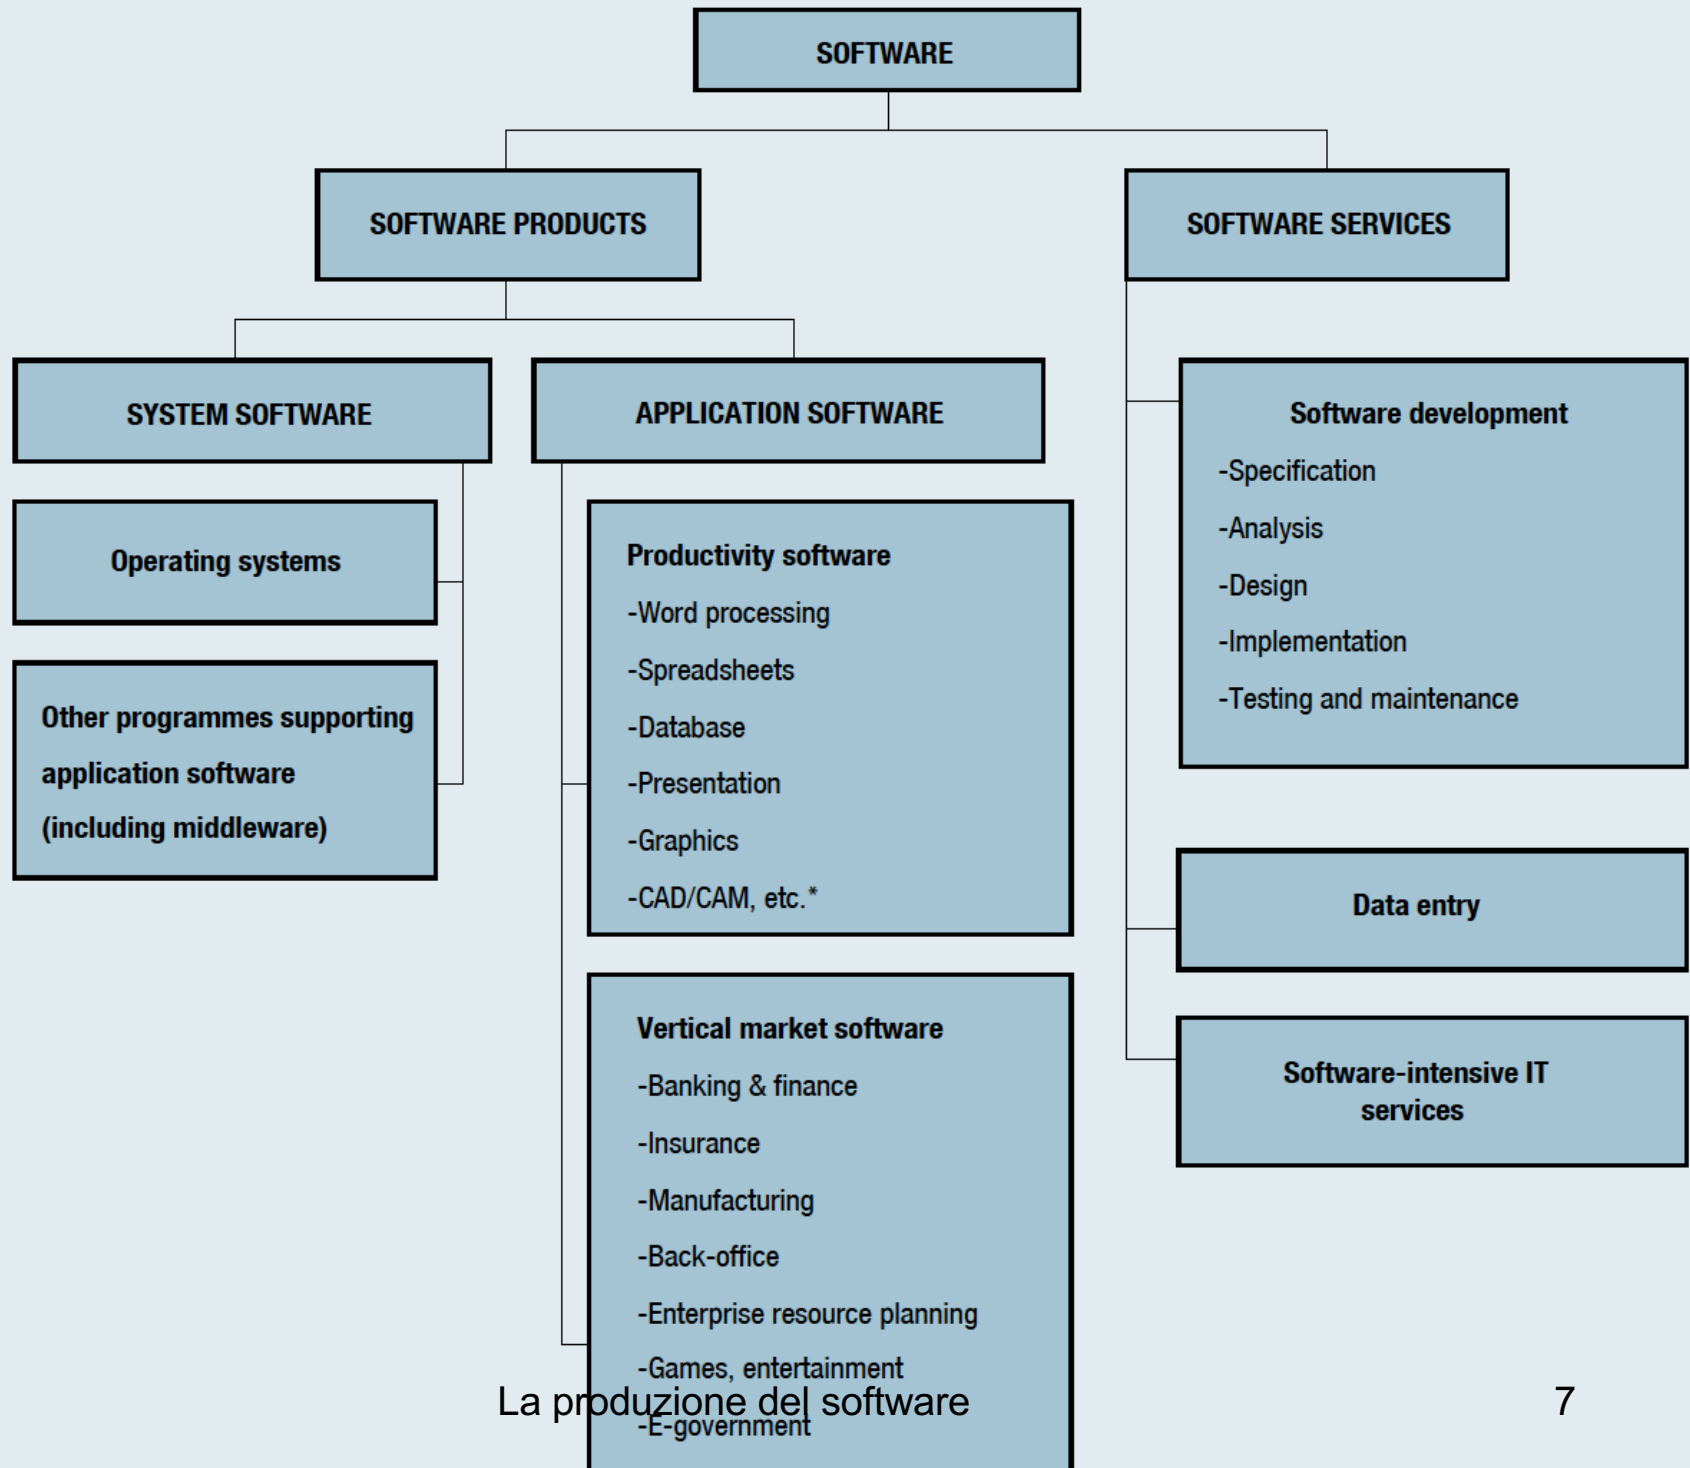 SOFTWARE
SOFTWARE PRODUCTS
SOFTWARE SERVICES
SYSTEM SOFTWARE
APPLICATION SOFTWARE
Operating systems
Other programmes supporting
application software
(including middleware)
Productivity software
-Word processing
-Spreadsheets
-Database
-Presentation
-Graphics
-CAD/CAM, etc.*
Vertical market software
-Banking & finance
-Insurance
-Manufacturing
-Back-office
-Enterprise resource planning
-Games, entertainment
-E-government
Software development
-Specification
-Analysis
-Design
-Implementation
-Testing and maintenance
Data entry
Software-intensive IT
services
La produzione del software
7